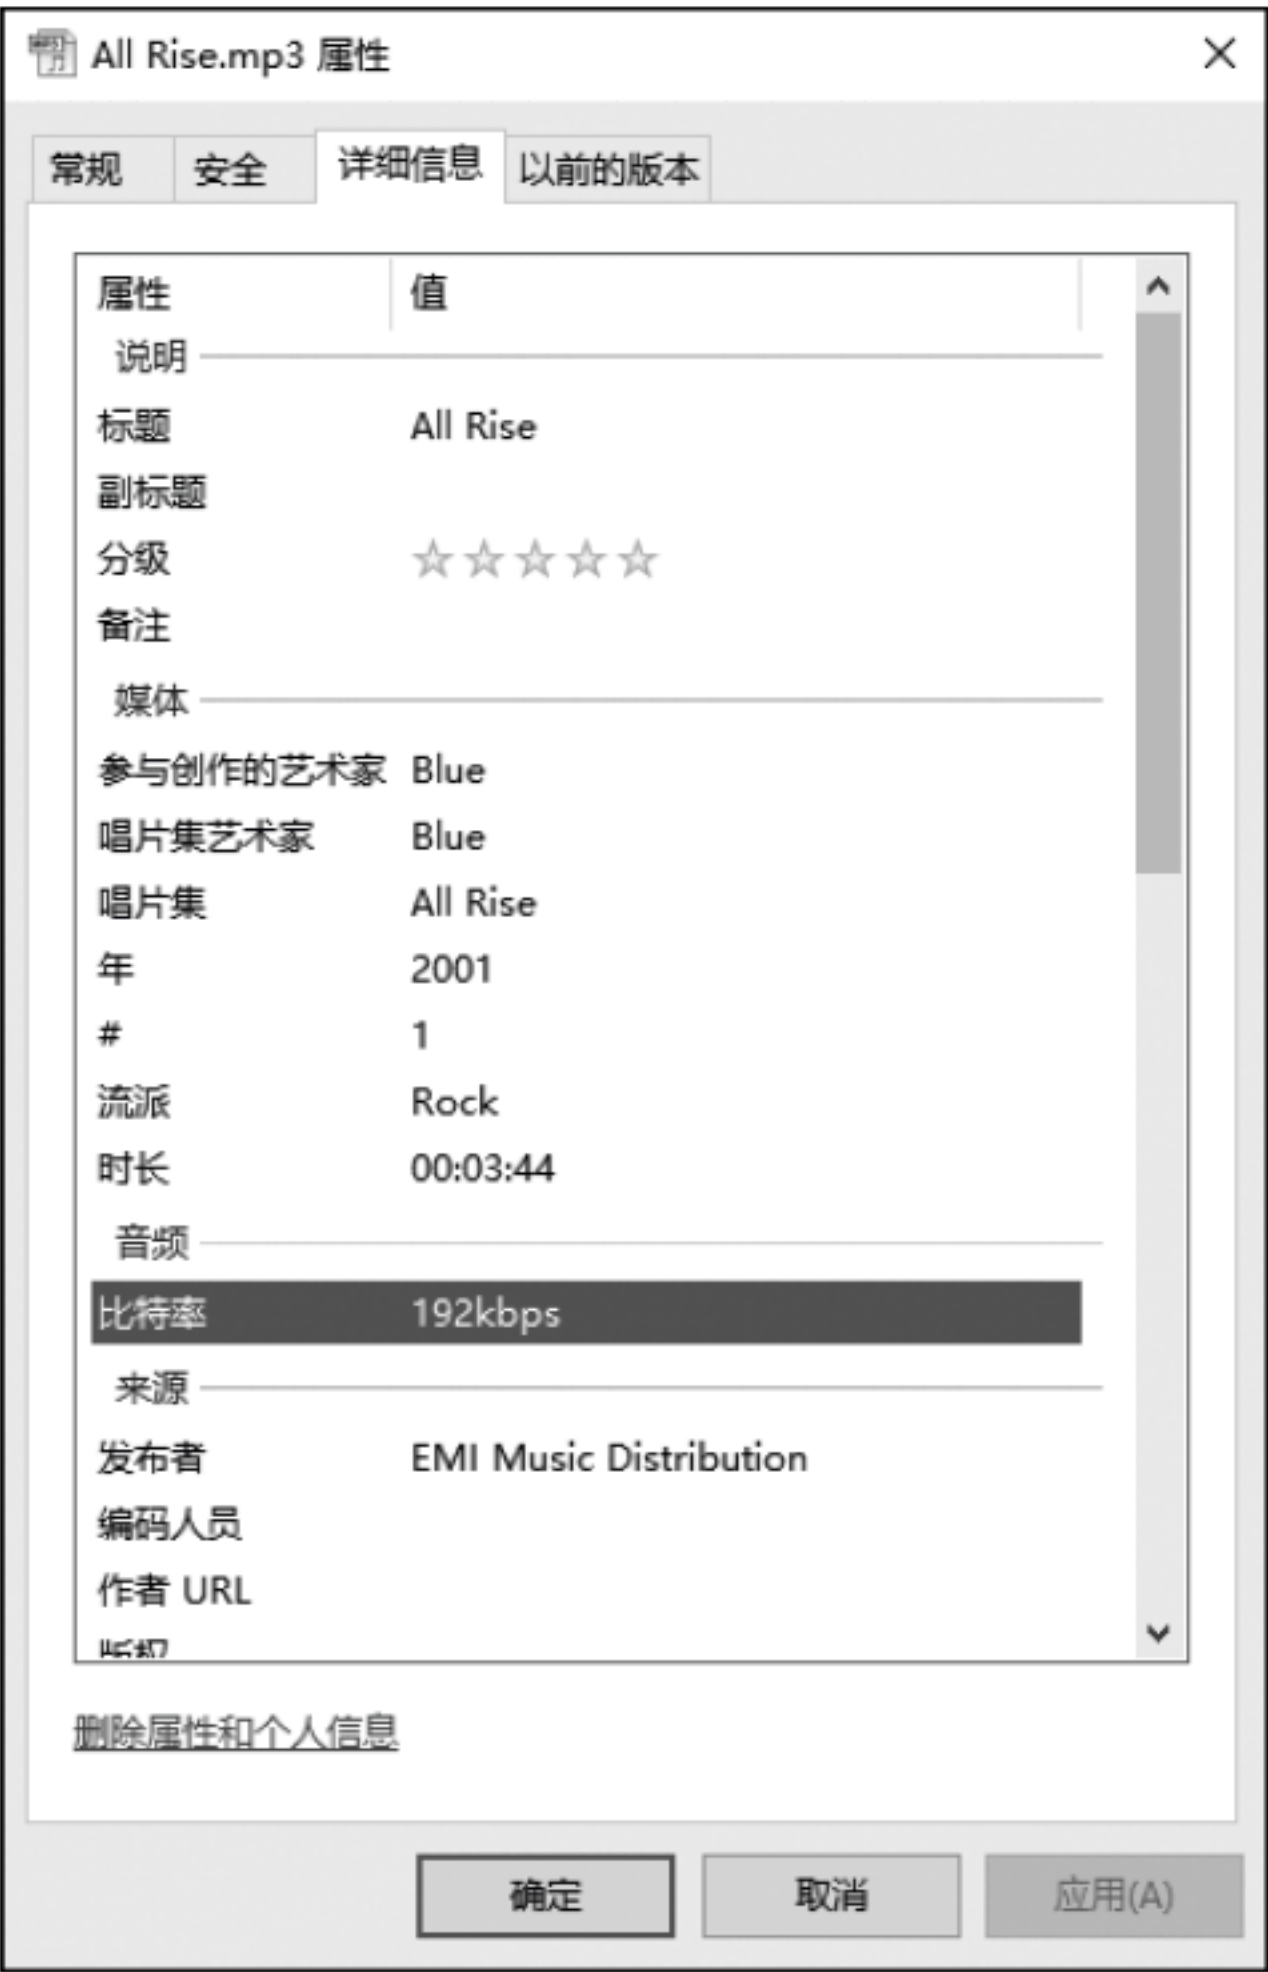 All Rise.mp3 属性
常规 安全 详细信息 以前的版本
属性 值
说明
标题 All Rise
副标题
分级
备注
媒体
参与创作的艺术家 Blue
唱片集艺术家 Blue
唱片集 All Rise
年 2001
# 1
流派 Rock
时长 00:03:44
音频
比特率 192kbps
来源
发布者 EMI Music Distribution
编码人员
作者 URL
版权
删除属性和个人信息
确定 取消 应用(A)